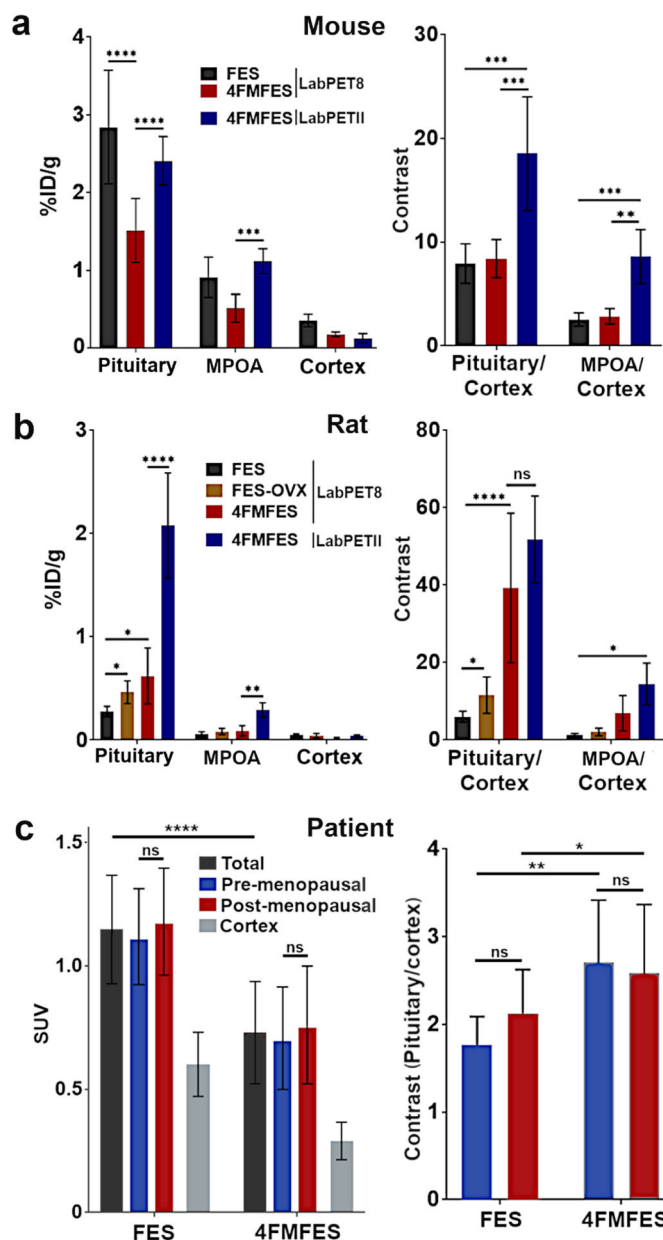 a
Mouse
%ID/g
3
2
1
0
****
****
***
FES
4FMFES
LabPET8
4FMFES
LabPETII
Pituitary
MPOA
Cortex
Contrast
30
20
10
0
***
***
***
**
Pituitary/
Cortex
MPOA/
Cortex
b
Rat
%ID/g
3
2
1
0
****
*
*
**
FES
FES-OVX
4FMFES
LabPET8
4FMFES
LabPETII
Pituitary
MPOA
Cortex
Contrast
80
60
40
20
0
ns
****
*
*
Pituitary/
Cortex
MPOA/
Cortex
c
Patient
SUV
1.5
1.0
0.5
0
****
ns
ns
Total
Pre-menopausal
Post-menopausal
Cortex
FES
4FMFES
Contrast (Pituitary/cortex)
4
3
2
1
0
*
**
ns
ns
FES
4FMFES